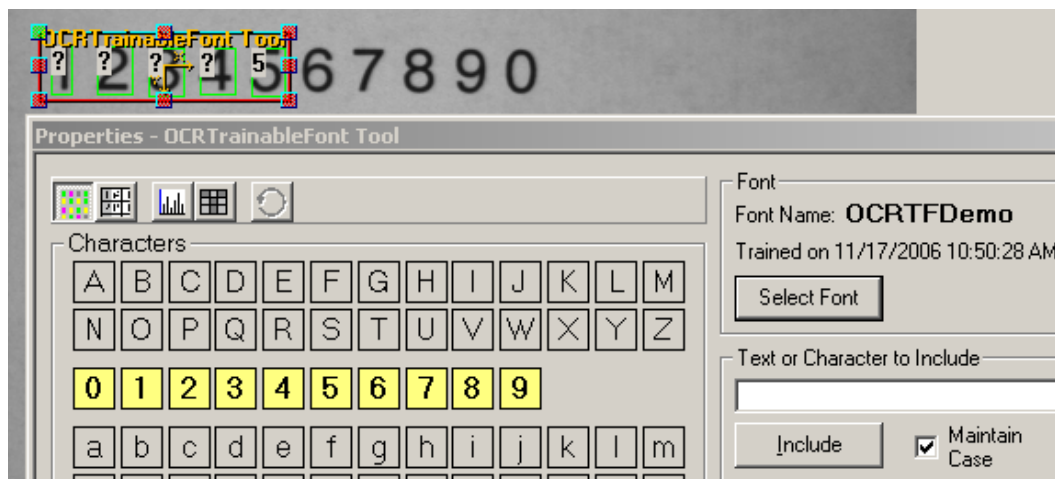 OCRTrainableFont Tool
? ? ? ? 5
1 2 3 4 5 6 7 8 9 0
Properties - OCRTrainableFont Tool
Font
Font Name: OCRTFDemo
Trained on 11/17/2006 10:50:28 AM
Select Font
Characters
A B C D E F G H I J K L M
N O P Q R S T U V W X Y Z
0 1 2 3 4 5 6 7 8 9
a b c d e f g h i j k l m
Text or Character to Include
Include
Maintain
Case